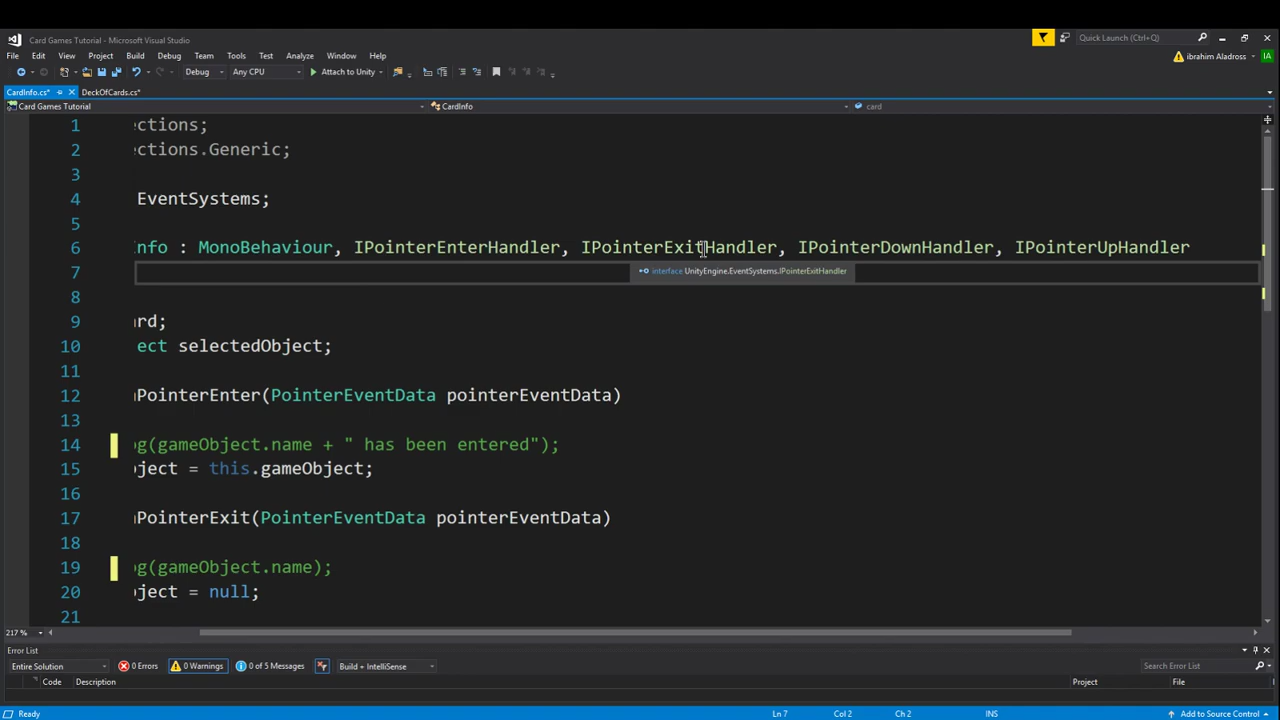 Card Games Tutorial - Microsoft Visual Studio
Quick Launch (Ctrl+Q)
File Edit View Project Build Debug Team Tools Test Analyze Window Help
ibrahim Aladross IA
Debug Any CPU Attach to Unity
CardInfo.cs* DeckOfCards.cs*
Card Games Tutorial CardInfo card
1 ections;
2 ections.Generic;
3
4 EventSystems;
5
6 Info : MonoBehaviour, IPointerEnterHandler, IPointerExitHandler, IPointerDownHandler, IPointerUpHandler
7
interface UnityEngine.EventSystems.IPointerExitHandler
8
9 rd;
10 ect selectedObject;
11
12 PointerEnter(PointerEventData pointerEventData)
13
14 og(gameObject.name + " has been entered");
15 bject = this.gameObject;
16
17 PointerExit(PointerEventData pointerEventData)
18
19 og(gameObject.name);
20 bject = null;
21
217 %
Error List
Entire Solution 0 Errors 0 Warnings 0 of 5 Messages Build + IntelliSense Search Error List
Code Description Project File
Ready Ln 7 Col 2 Ch 2 INS Add to Source Control